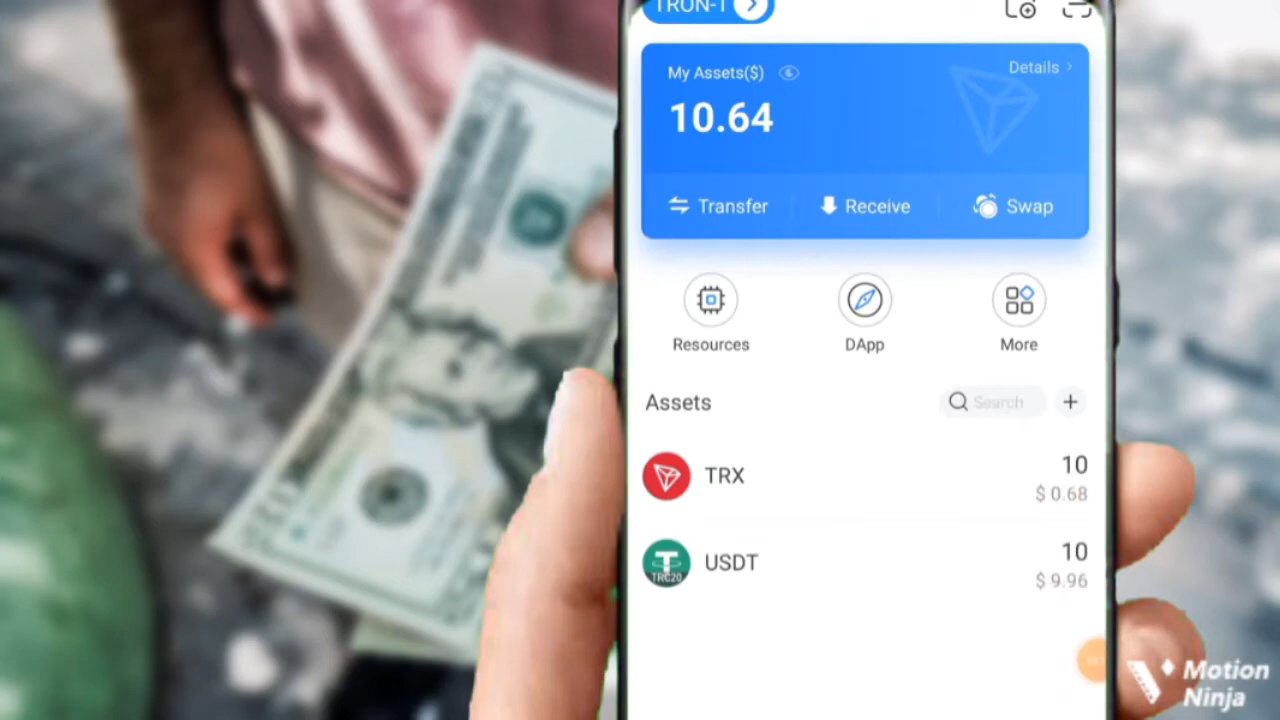 TRON-1
My Assets($)
Details
10.64
Transfer
Receive
Swap
Resources
DApp
More
Assets
Search
TRX
10
$ 0.68
USDT
TRC20
10
$ 9.96
Motion
Ninja